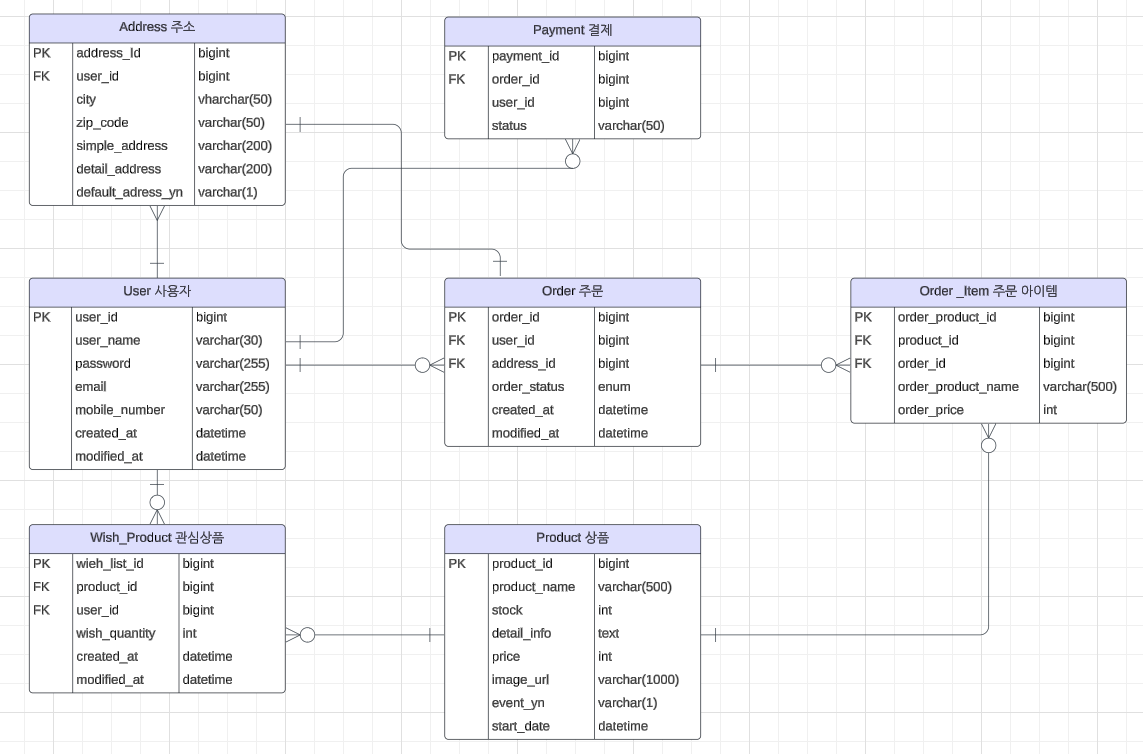 Address 주소
PK address_Id bigint
FK user_id bigint
city vharchar(50)
zip_code varchar(50)
simple_address varchar(200)
detail_address varchar(200)
default_adress_yn varchar(1)
Payment 결제
PK payment_id bigint
FK order_id bigint
user_id bigint
status varchar(50)
User 사용자
PK user_id bigint
user_name varchar(30)
password varchar(255)
email varchar(255)
mobile_number varchar(50)
created_at datetime
modified_at datetime
Order 주문
PK order_id bigint
FK user_id bigint
FK address_id bigint
order_status enum
created_at datetime
modified_at datetime
Order _Item 주문 아이템
PK order_product_id bigint
FK product_id bigint
FK order_id bigint
order_product_name varchar(500)
order_price int
Wish_Product 관심상품
PK wieh_list_id bigint
FK product_id bigint
FK user_id bigint
wish_quantity int
created_at datetime
modified_at datetime
Product 상품
PK product_id bigint
product_name varchar(500)
stock int
detail_info text
price int
image_url varchar(1000)
event_yn varchar(1)
start_date datetime